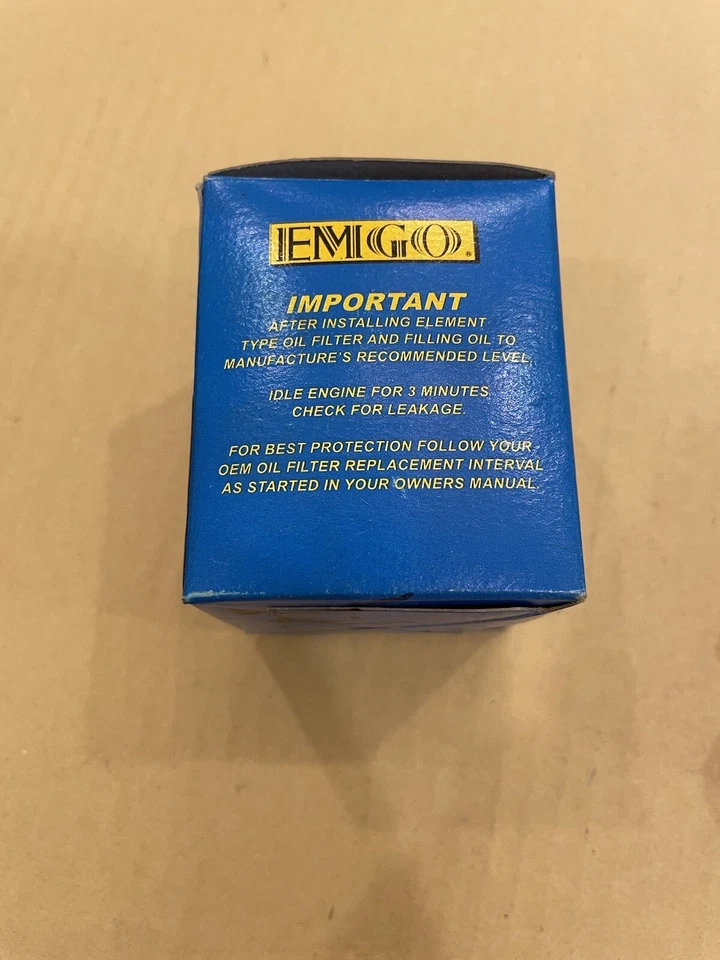 EMGO®
IMPORTANT
AFTER INSTALLING ELEMENT
TYPE OIL FILTER AND FILLING OIL TO
MANUFACTURE'S RECOMMENDED LEVEL.
IDLE ENGINE FOR 3 MINUTES
CHECK FOR LEAKAGE.
FOR BEST PROTECTION FOLLOW YOUR
OEM OIL FILTER REPLACEMENT INTERVAL
AS STARTED IN YOUR OWNERS MANUAL.